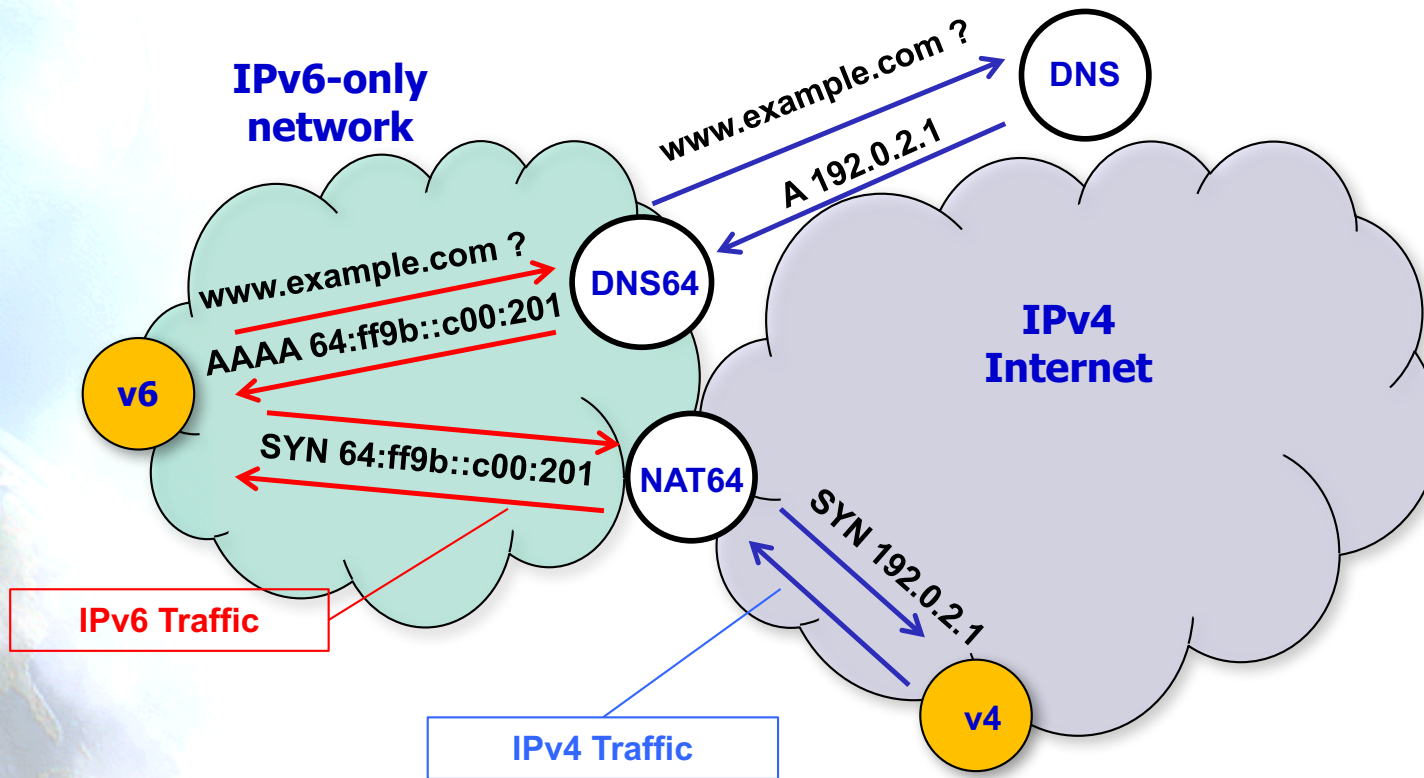 IPv6-only
network
www.example.com ?
DNS
A 192.0.2.1
www.example.com ?
DNS64
AAAA 64:ff9b::c00:201
IPv4
Internet
v6
SYN 64:ff9b::c00:201
NAT64
SYN 192.0.2.1
IPv6 Traffic
v4
IPv4 Traffic